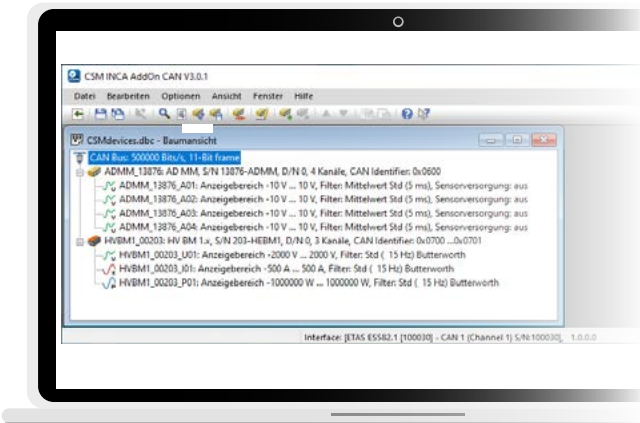 CSM INCA AddOn CAN V3.0.1
Datei Bearbeiten Optionen Ansicht Fenster Hilfe
CSMdevices.dbc - Baumansicht
CAN Bus: 500000 Bits/s, 11-Bit frame
ADMM_13876: AD MM, S/N 13876-ADMM, D/N 0, 4 Kanäle, CAN Identifier: 0x0600
ADMM_13876_A01: Anzeigebereich -10 V ... 10 V, Filter: Mittelwert Std (5 ms), Sensorversorgung: aus
ADMM_13876_A02: Anzeigebereich -10 V ... 10 V, Filter: Mittelwert Std (5 ms), Sensorversorgung: aus
ADMM_13876_A03: Anzeigebereich -10 V ... 10 V, Filter: Mittelwert Std (5 ms), Sensorversorgung: aus
ADMM_13876_A04: Anzeigebereich -10 V ... 10 V, Filter: Mittelwert Std (5 ms), Sensorversorgung: aus
HVBM1_00203: HV BM 1.x, S/N 203-HEBM1, D/N 0, 3 Kanäle, CAN Identifier: 0x0700 ...0x0701
HVBM1_00203_U01: Anzeigebereich -2000 V ... 2000 V, Filter: Std ( 15 Hz) Butterworth
HVBM1_00203_I01: Anzeigebereich -500 A ... 500 A, Filter: Std ( 15 Hz) Butterworth
HVBM1_00203_P01: Anzeigebereich -1000000 W ... 1000000 W, Filter: Std ( 15 Hz) Butterworth
Interface: [ETAS ES582.1 [100030] - CAN 1 (Channel 1) S/N:100030], 1.0.0.0